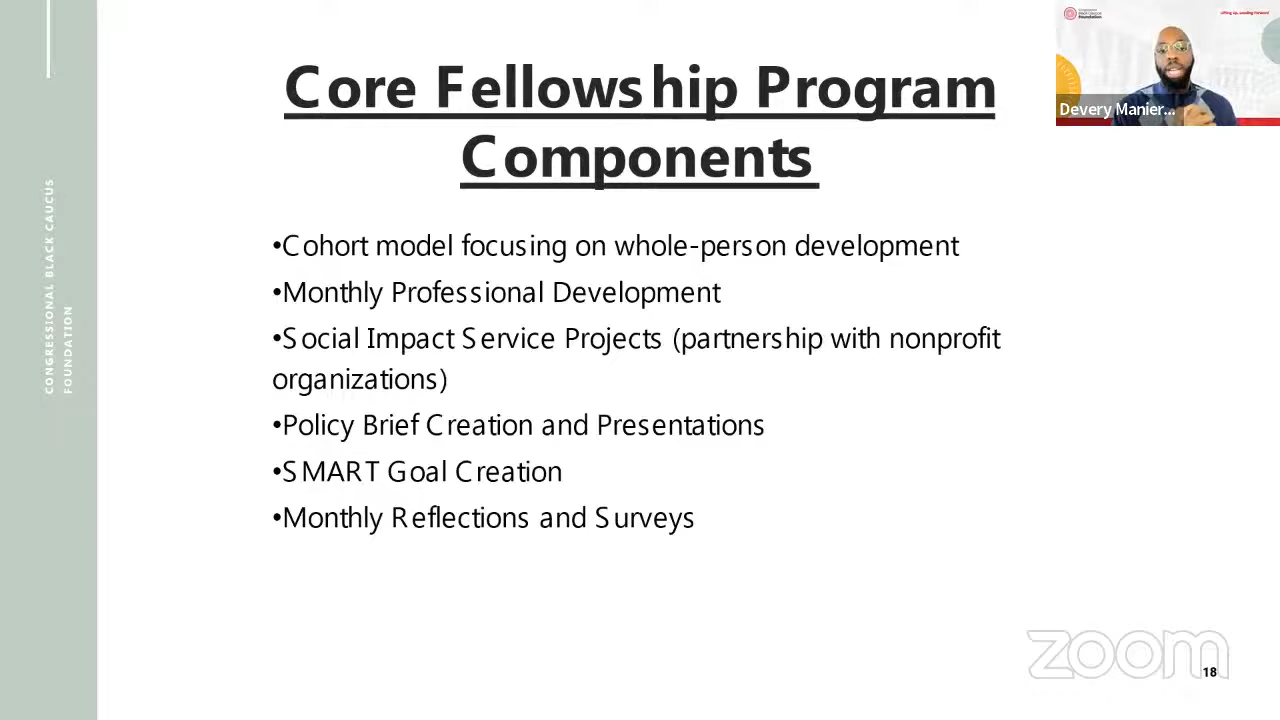 Core Fellowship Program
Components
•Cohort model focusing on whole-person development
•Monthly Professional Development
•Social Impact Service Projects (partnership with nonprofit
organizations)
•Policy Brief Creation and Presentations
•SMART Goal Creation
•Monthly Reflections and Surveys
CONGRESSIONAL BLACK CAUCUS
FOUNDATION
Foundation
Devery Manier...
zoom
18